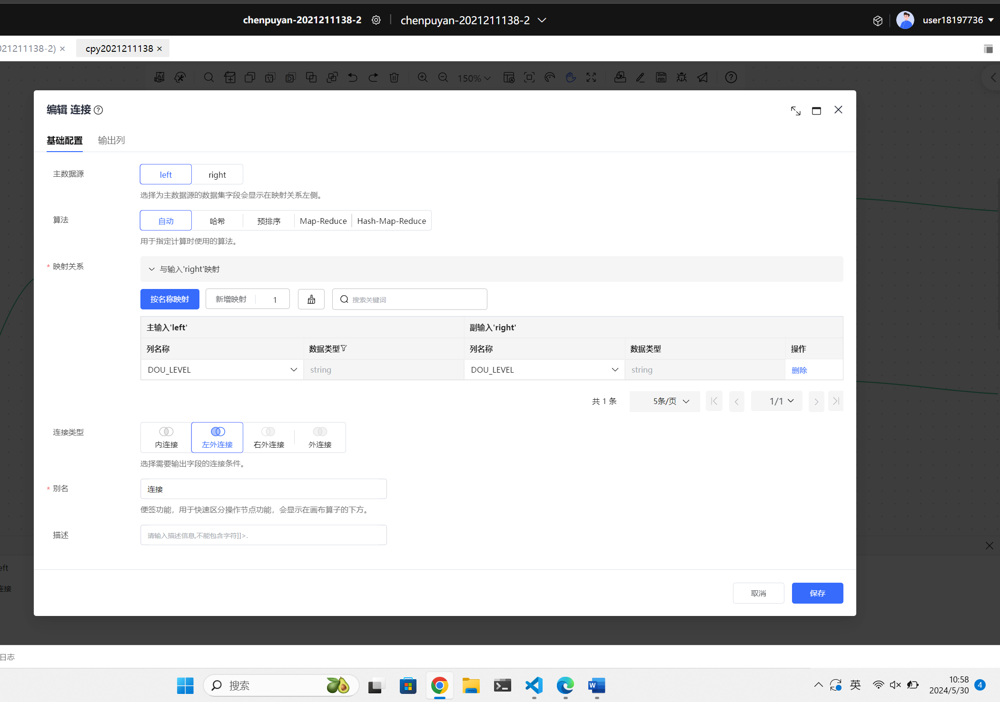 chenpuyan-2021211138-2 chenpuyan-2021211138-2 user18197736
021211138-2) × cpy2021211138 ×
150%
编辑 连接
基础配置 输出列
主数据源 left right
选择为主数据源的数据集字段会显示在映射关系左侧。
算法 自动 哈希 预排序 Map-Reduce Hash-Map-Reduce
用于指定计算时使用的算法。
* 映射关系 与输入'right'映射
按名称映射 新增映射 1 搜索关键词
主输入'left' 副输入'right'
列名称 数据类型 列名称 数据类型 操作
DOU_LEVEL string DOU_LEVEL string 删除
共 1 条 5条/页 1/1
连接类型 内连接 左外连接 右外连接 外连接
选择需要输出字段的连接条件。
* 别名 连接
便签功能，用于快速区分操作节点功能，会显示在画布算子的下方。
描述 请输入描述信息,不能包含字符]]>.
eft
连接
取消 保存
日志
搜索 英 10:58
2024/5/30 4